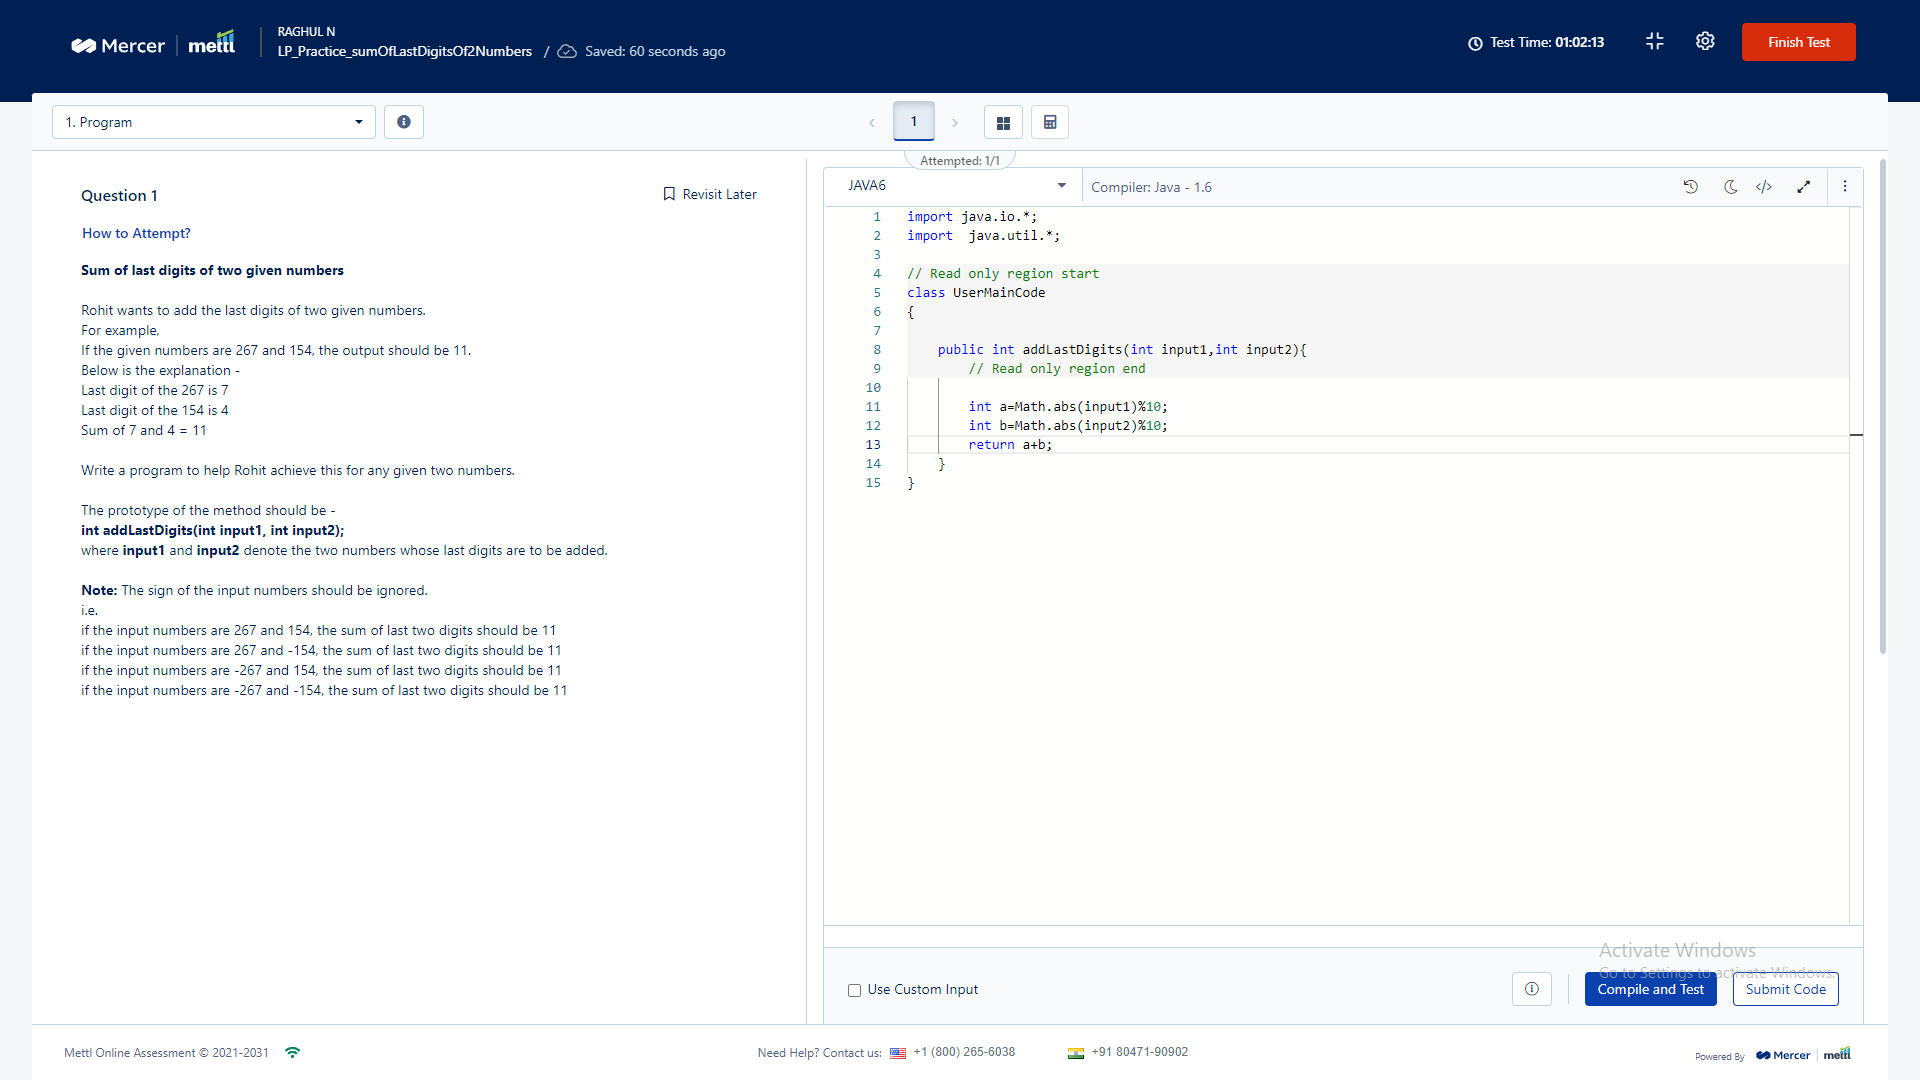 Mercer mettl
RAGHUL N
LP_Practice_sumOfLastDigitsOf2Numbers / Saved: 60 seconds ago
Test Time: 01:02:13
Finish Test
1. Program
1
Attempted: 1/1
Question 1
Revisit Later
How to Attempt?
Sum of last digits of two given numbers
Rohit wants to add the last digits of two given numbers.
For example,
If the given numbers are 267 and 154, the output should be 11.
Below is the explanation -
Last digit of the 267 is 7
Last digit of the 154 is 4
Sum of 7 and 4 = 11
Write a program to help Rohit achieve this for any given two numbers.
The prototype of the method should be -
int addLastDigits(int input1, int input2);
where input1 and input2 denote the two numbers whose last digits are to be added.
Note: The sign of the input numbers should be ignored.
i.e.
if the input numbers are 267 and 154, the sum of last two digits should be 11
if the input numbers are 267 and -154, the sum of last two digits should be 11
if the input numbers are -267 and 154, the sum of last two digits should be 11
if the input numbers are -267 and -154, the sum of last two digits should be 11
JAVA6
Compiler: Java - 1.6
1 import java.io.*;
2 import  java.util.*;
3
4 // Read only region start
5 class UserMainCode
6 {
7
8     public int addLastDigits(int input1,int input2){
9         // Read only region end
10
11         int a=Math.abs(input1)%10;
12         int b=Math.abs(input2)%10;
13         return a+b;
14     }
15 }
Use Custom Input
Activate Windows
Go to Settings to activate Windows.
Compile and Test
Submit Code
Mettl Online Assessment © 2021-2031
Need Help? Contact us: +1 (800) 265-6038
+91 80471-90902
Powered By Mercer mettl